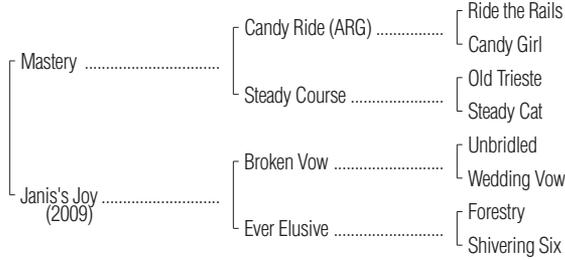 Ride the Rails
Candy Ride (ARG) ................
Candy Girl
Mastery ................................
Old Trieste
Steady Course ......................
Steady Cat
Unbridled
Broken Vow ..........................
Wedding Vow
Janis's Joy ............................
(2009)
Forestry
Ever Elusive ..........................
Shivering Six